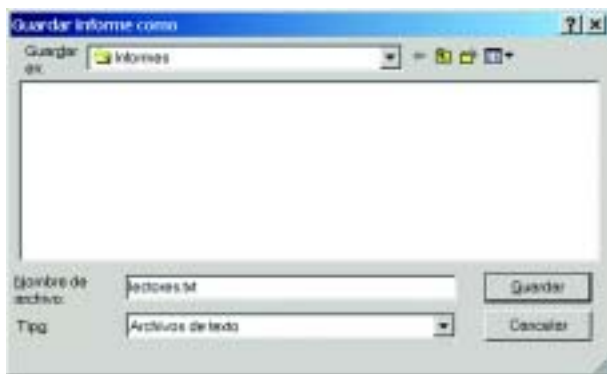 Guardar informe como
Guardar en:
Informes
Nombre de archivo:
lectores.txt
Guardar
Tipo:
Archivos de texto
Cancelar